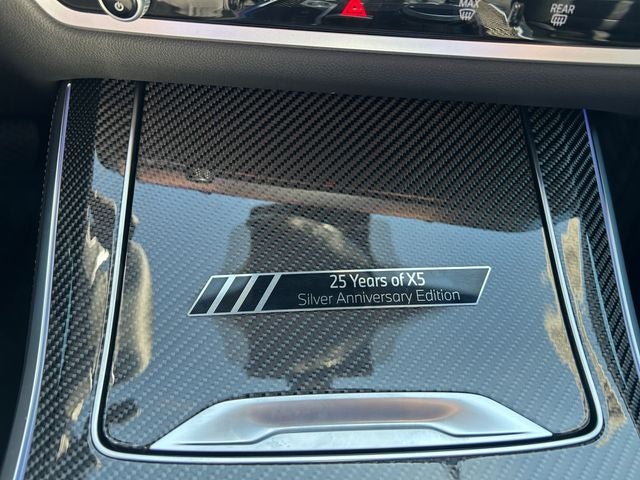 MAX
REAR
25 Years of X5
Silver Anniversary Edition